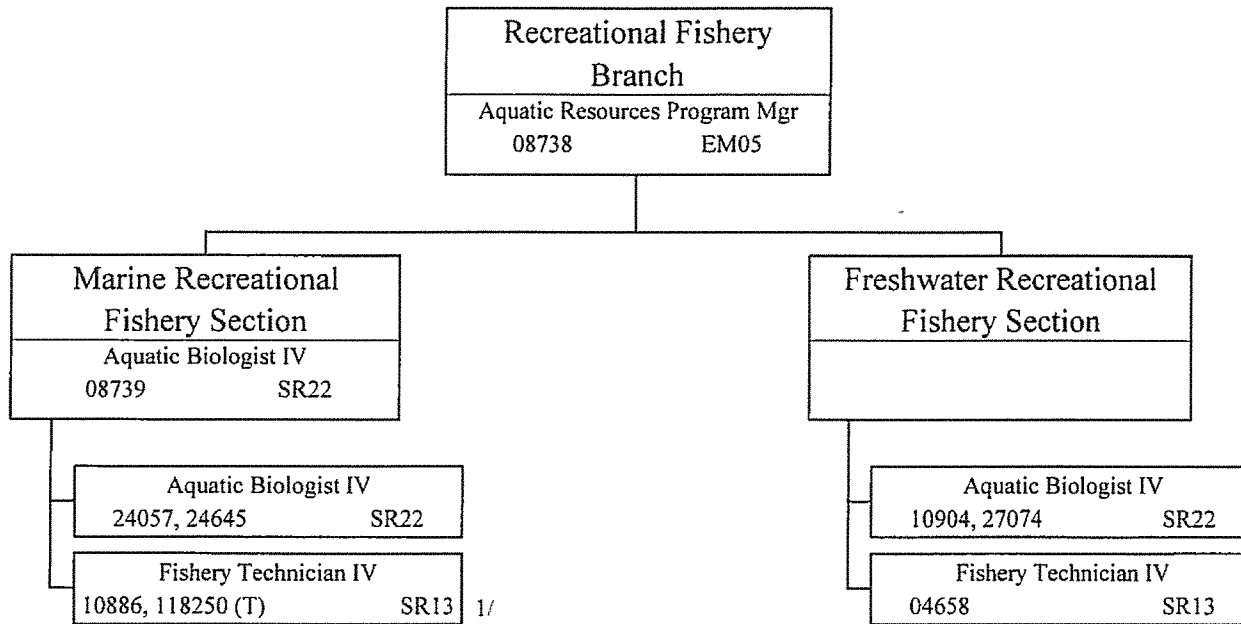 Recreational Fishery
Branch
Aquatic Resources Program Mgr
08738 EM05
Marine Recreational
Fishery Section
Aquatic Biologist IV
08739 SR22
Aquatic Biologist IV
24057, 24645 SR22
Fishery Technician IV
10886, 118250 (T) SR13 1/
Freshwater Recreational
Fishery Section
Aquatic Biologist IV
10904, 27074 SR22
Fishery Technician IV
04658 SR13